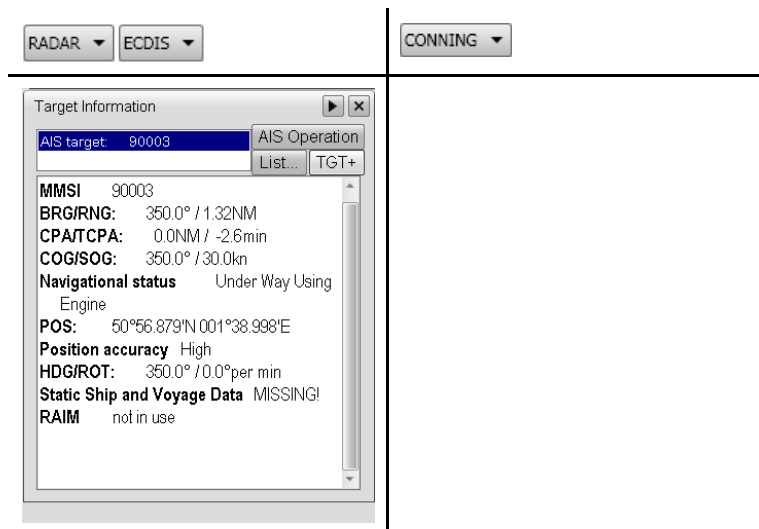 RADAR ECDIS CONNING
Target Information
AIS target: 90003 AIS Operation
List... TGT+
MMSI 90003
BRG/RNG: 350.0° / 1.32NM
CPA/TCPA: 0.0NM / -2.6min
COG/SOG: 350.0° / 30.0kn
Navigational status Under Way Using
Engine
POS: 50°56.879'N 001°38.998'E
Position accuracy High
HDG/ROT: 350.0° / 0.0°per min
Static Ship and Voyage Data MISSING!
RAIM not in use